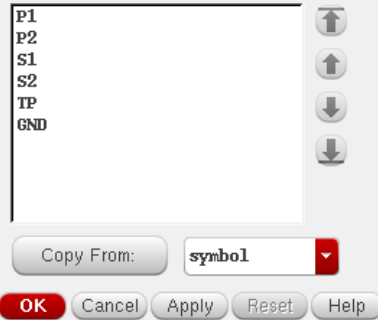 P1
P2
S1
S2
TP
GND
Copy From: symbol
OK Cancel Apply Reset Help